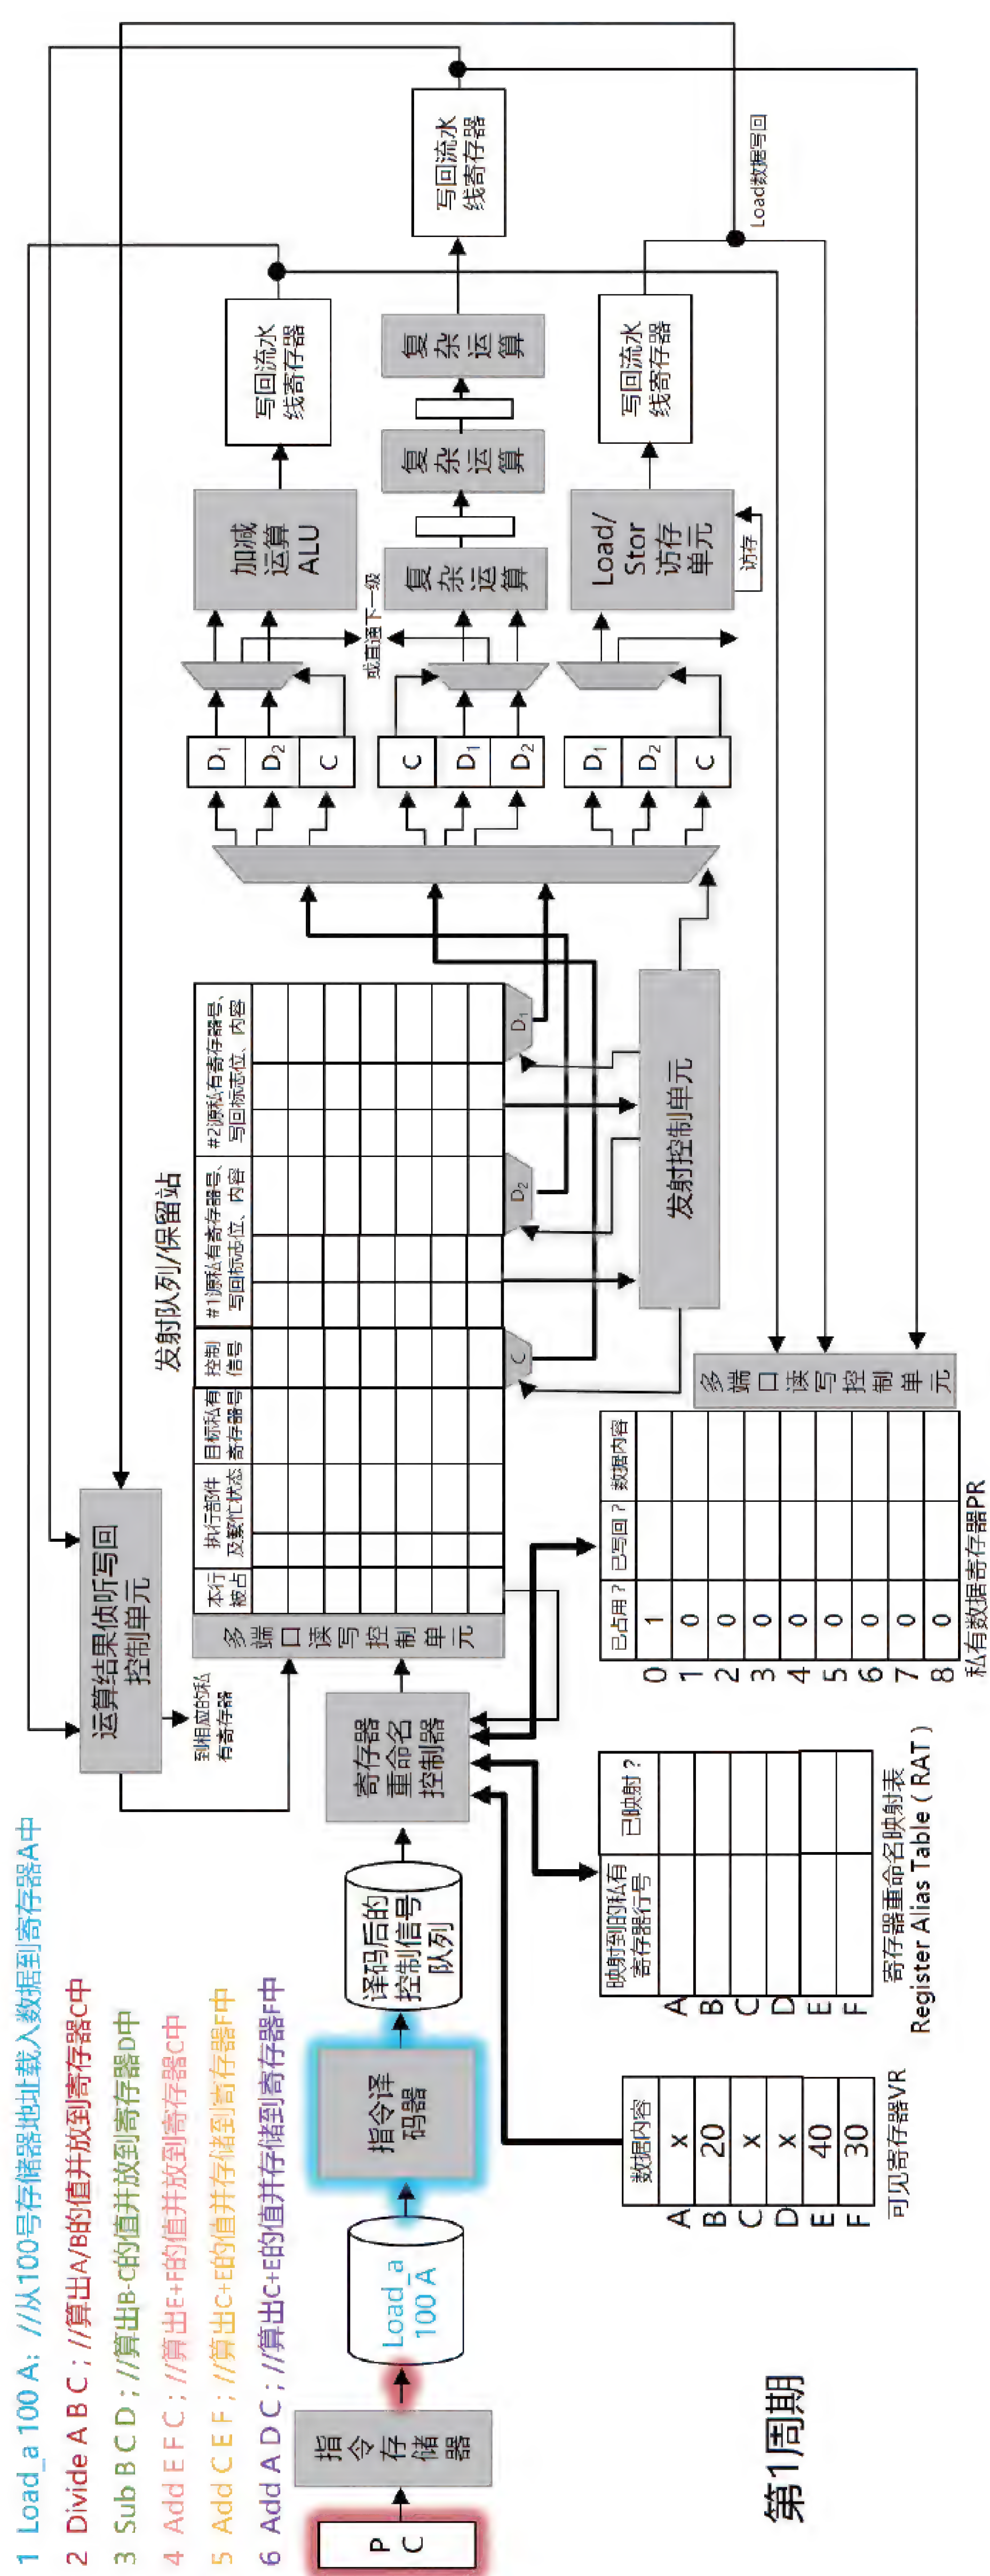 1 Load_a 100 A; //从100号存储器地址载入数据到寄存器A中
2 Divide A B C ; //算出A/B的值并放到寄存器C中
3 Sub B C D ; //算出B-C的值并放到寄存器D中
4 Add E F C ; //算出E+F的值并放到寄存器C中
5 Add C E F ; //算出C+E的值并存储到寄存器F中
6 Add A D C ; //算出C+E的值并存储到寄存器F中
P C
指令存储器
Load_a
100 A
指令译
码器
译码后的
控制信号
队列
寄存器
重命名
控制器
运算结果侦听写回
控制单元
到相应的私
有寄存器
发射队列/保留站
多端口读写控制单元
本行
被占
执行部件
及繁忙状态
目标私有
寄存器号
控制
信号
#1源私有寄存器号、
写回标志位、内容
#2源私有寄存器号、
写回标志位、内容
C
D2
D1
发射控制单元
D1
D2
C
C
D1
D2
D1
D2
C
或直通下一级
加减
运算
ALU
复杂运算
复杂运算
复杂运算
Load/
Stor
访存
单元
访存
写回流水
线寄存器
写回流水
线寄存器
写回流水
线寄存器
Load数据写回
数据内容
A x
B 20
C x
D x
E 40
F 30
可见寄存器VR
映射到的私有
寄存器行号
已映射?
A
B
C
D
E
F
寄存器重命名映射表
Register Alias Table ( RAT )
已占用? 已写回? 数据内容
0 1
1 0
2 0
3 0
4 0
5 0
6 0
7 0
8 0
私有数据寄存器PR
多端口读写控制单元
第1周期